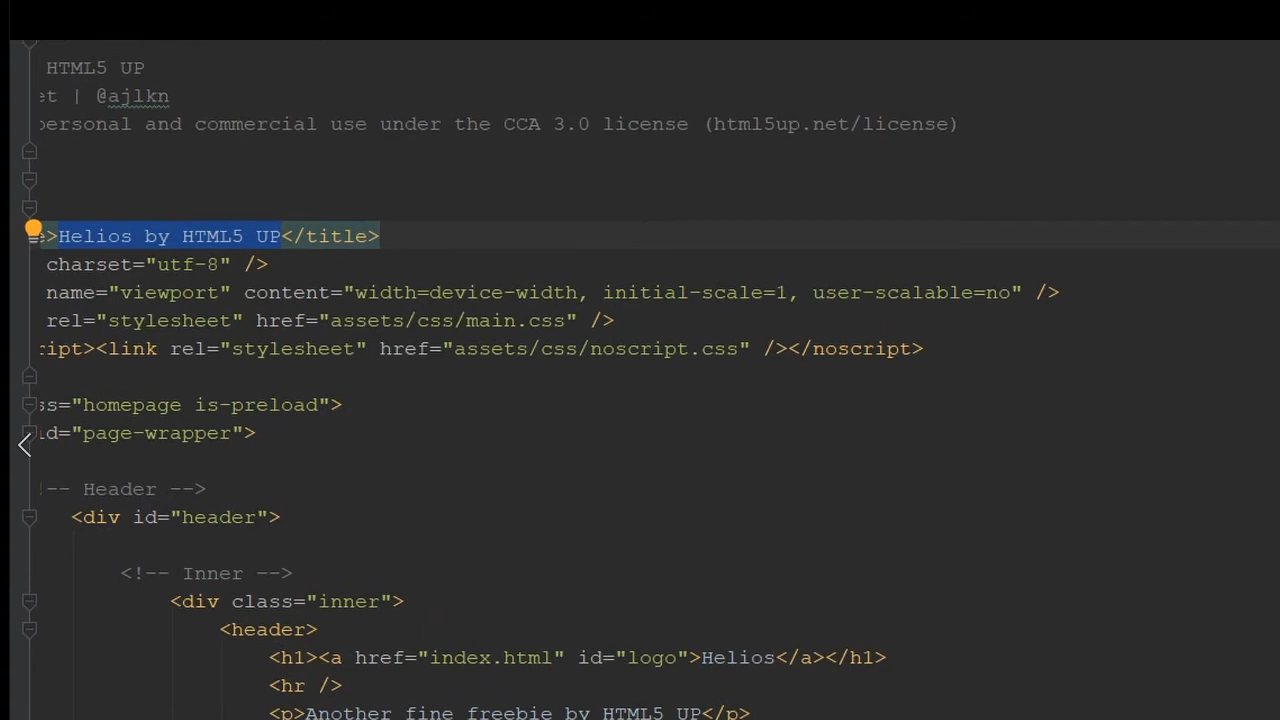 HTML5 UP
et | @ajlkn
personal and commercial use under the CCA 3.0 license (html5up.net/license)
e>Helios by HTML5 UP</title>
charset="utf-8" />
name="viewport" content="width=device-width, initial-scale=1, user-scalable=no" />
rel="stylesheet" href="assets/css/main.css" />
ript><link rel="stylesheet" href="assets/css/noscript.css" /></noscript>
ss="homepage is-preload">
id="page-wrapper">
!-- Header -->
<div id="header">
<!-- Inner -->
<div class="inner">
<header>
<h1><a href="index.html" id="logo">Helios</a></h1>
<hr />
<p>Another fine freebie by HTML5 UP</p>